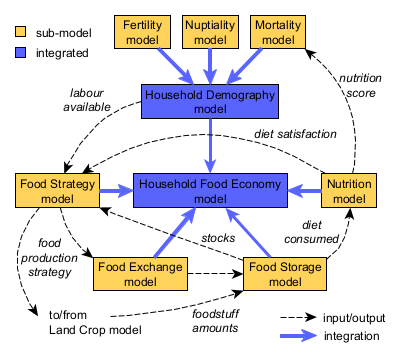 Fertility
model
Nuptiality
model
Mortality
model
sub-model
integrated
labour
available
Household Demography
model
nutrition
score
diet satisfaction
Food Strategy
model
Household Food Economy
model
Nutrition
model
food
production
strategy
stocks
diet
consumed
Food Exchange
model
Food Storage
model
to/from
Land Crop model
foodstuff
amounts
input/output
integration